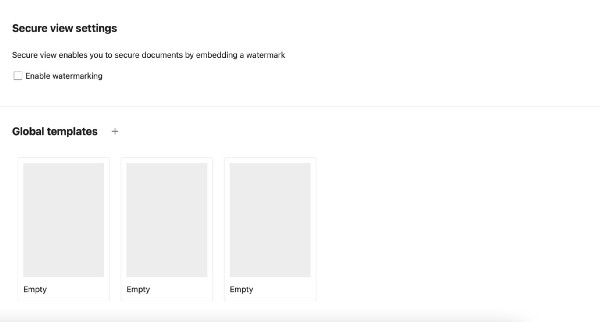 Secure view settings
Secure view enables you to secure documents by embedding a watermark
Enable watermarking
Global templates +
Empty Empty Empty